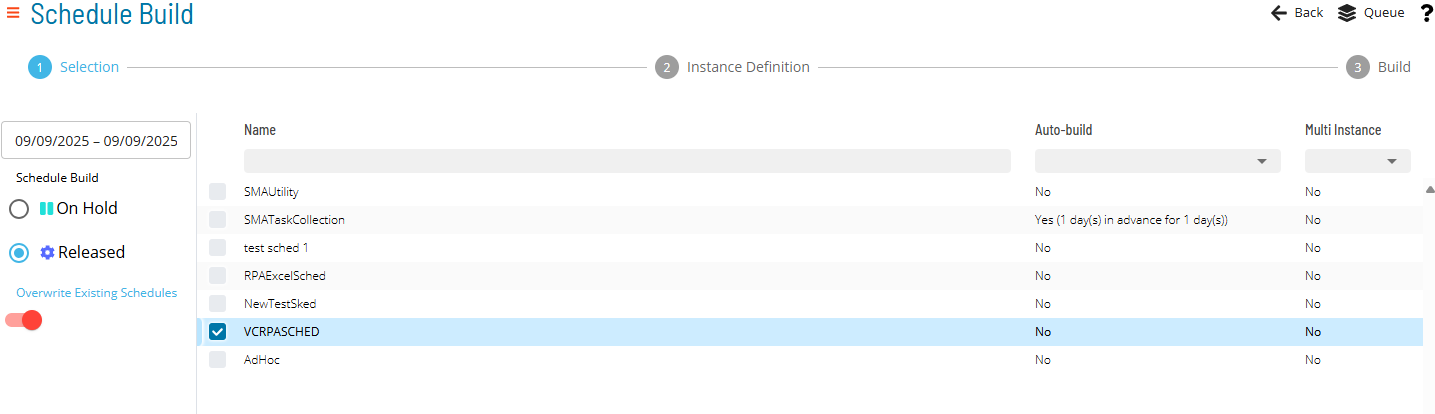 Schedule Build
Back Queue ?
1 Selection 2 Instance Definition 3 Build
09/09/2025 – 09/09/2025
Schedule Build
On Hold
Released
Overwrite Existing Schedules
Name Auto-build Multi Instance
SMAUtility No No
SMATaskCollection Yes (1 day(s) in advance for 1 day(s)) No
test sched 1 No No
RPAExcelSched No No
NewTestSked No No
VCRPASCHED No No
AdHoc No No